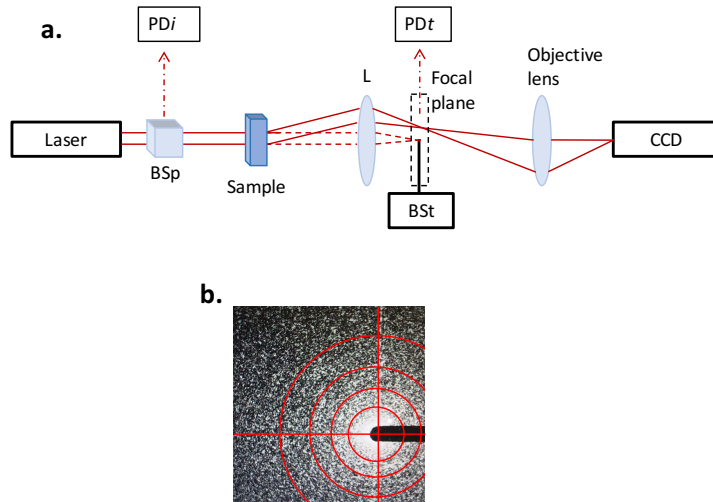 a.
PDi
PDt
L
Focal
plane
Objective
lens
Laser
BSp
Sample
BSt
CCD
b.